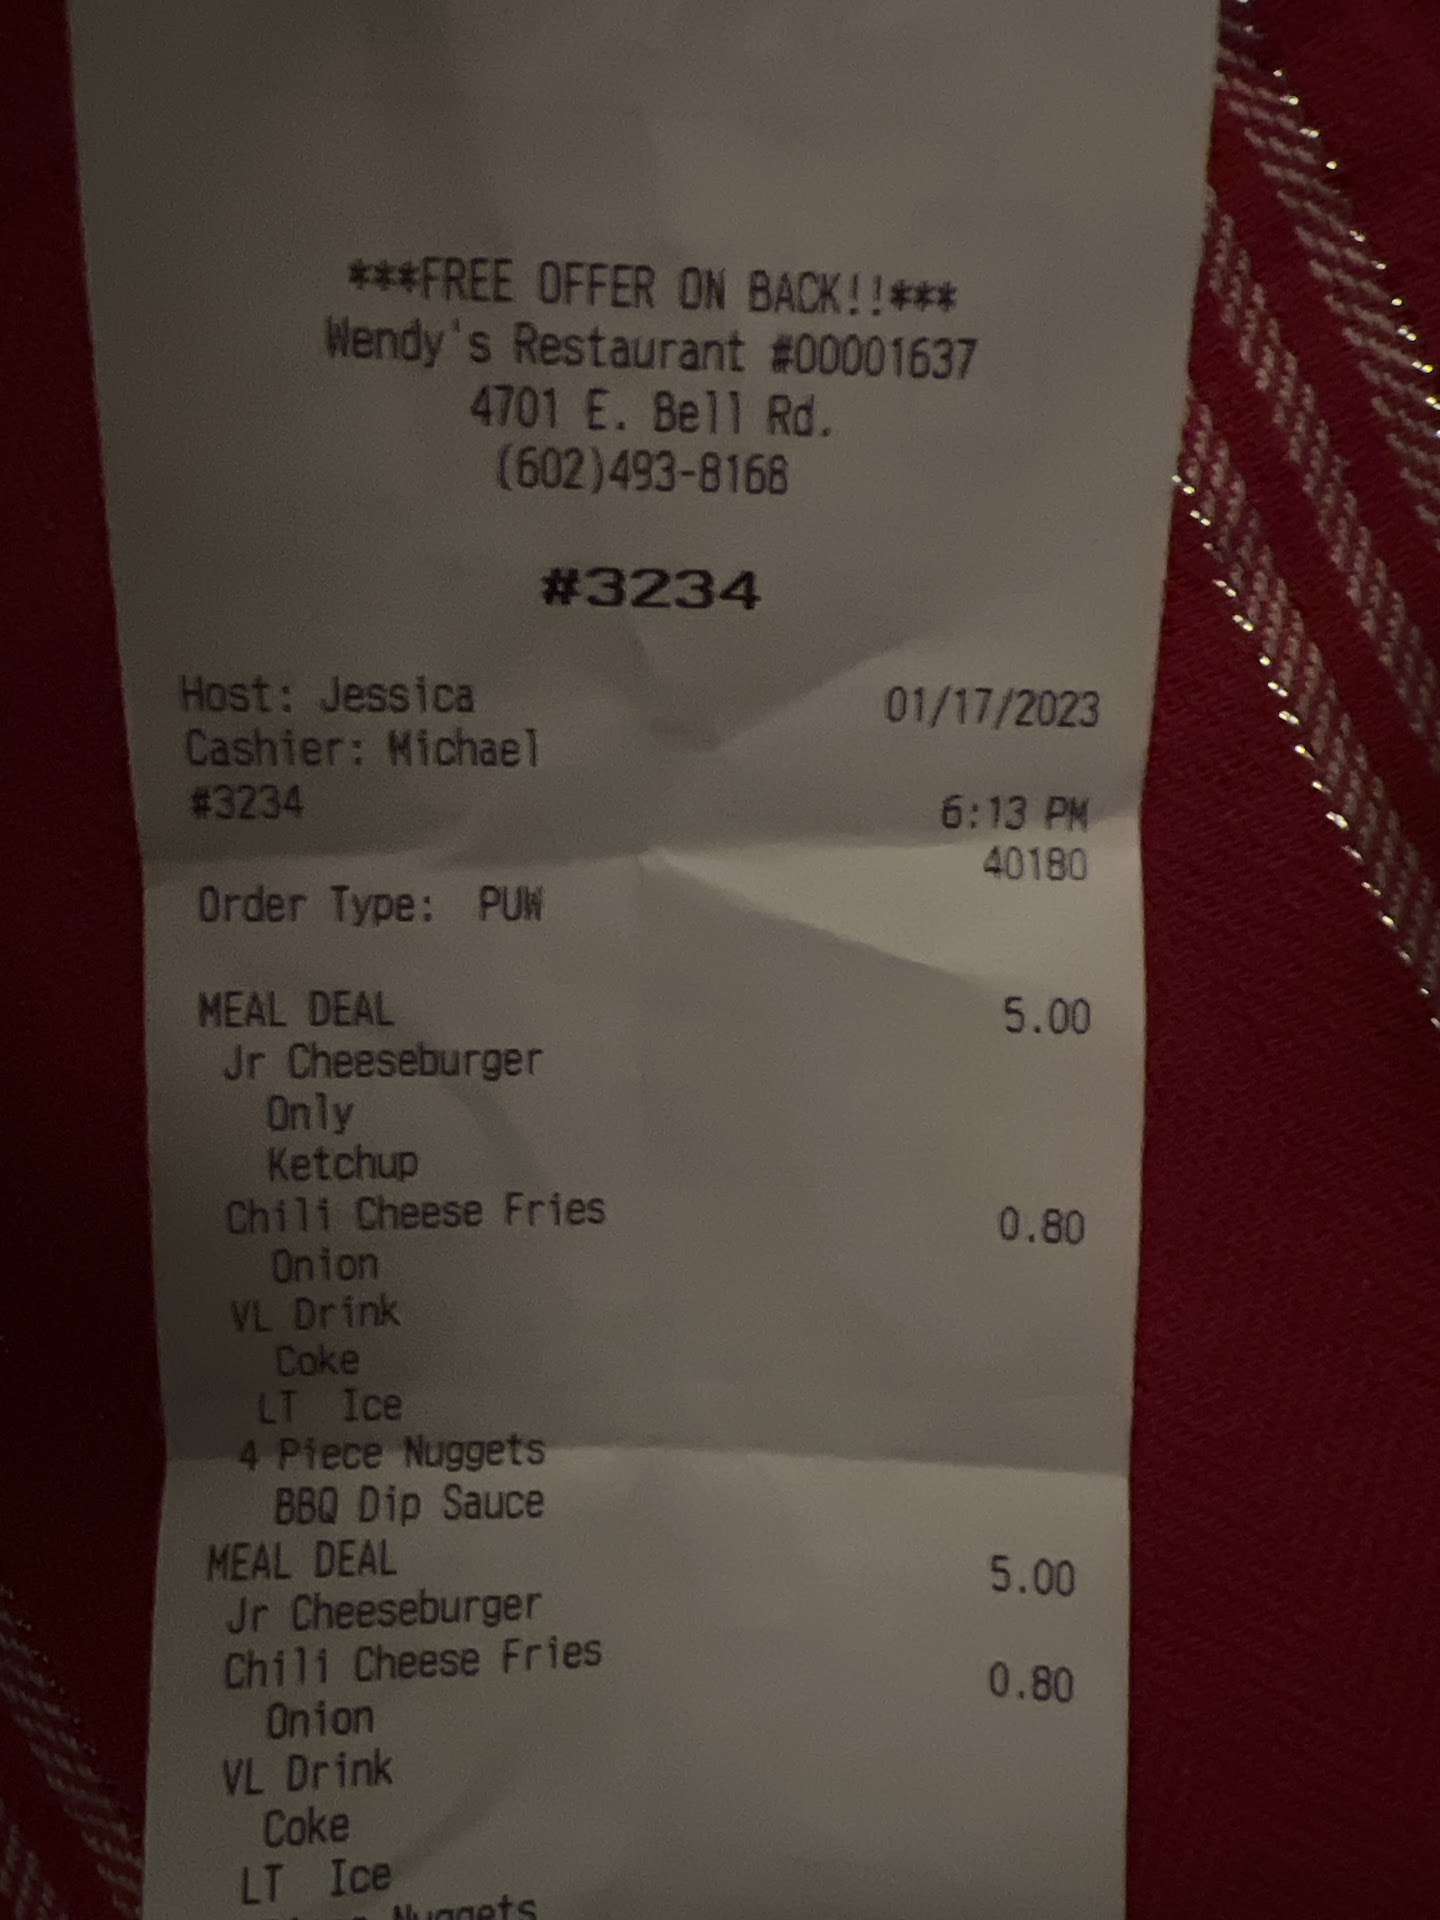 ***FREE OFFER ON BACK!!***
Wendy's Restaurant #00001637
4701 E. Bell Rd.
(602)493-8168
#3234
Host: Jessica 01/17/2023
Cashier: Michael
#3234 6:13 PM
40180
Order Type: PUW
MEAL DEAL 5.00
Jr Cheeseburger
Only
Ketchup
Chili Cheese Fries 0.80
Onion
VL Drink
Coke
LT Ice
4 Piece Nuggets
BBQ Dip Sauce
MEAL DEAL 5.00
Jr Cheeseburger
Chili Cheese Fries 0.80
Onion
VL Drink
Coke
LT Ice
Nuggets